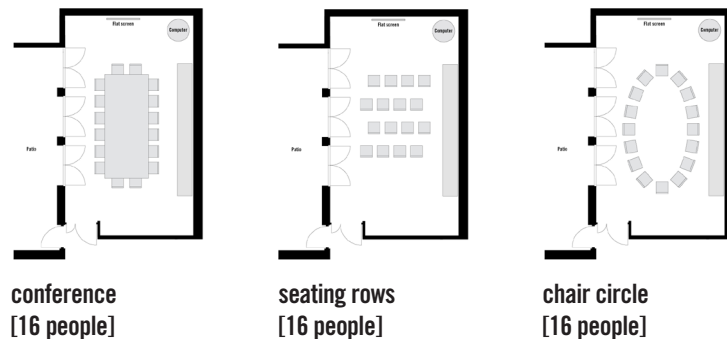 Flat screen
Computer
Patio
conference
[16 people]
Flat screen
Computer
Patio
seating rows
[16 people]
Flat screen
Computer
Patio
chair circle
[16 people]